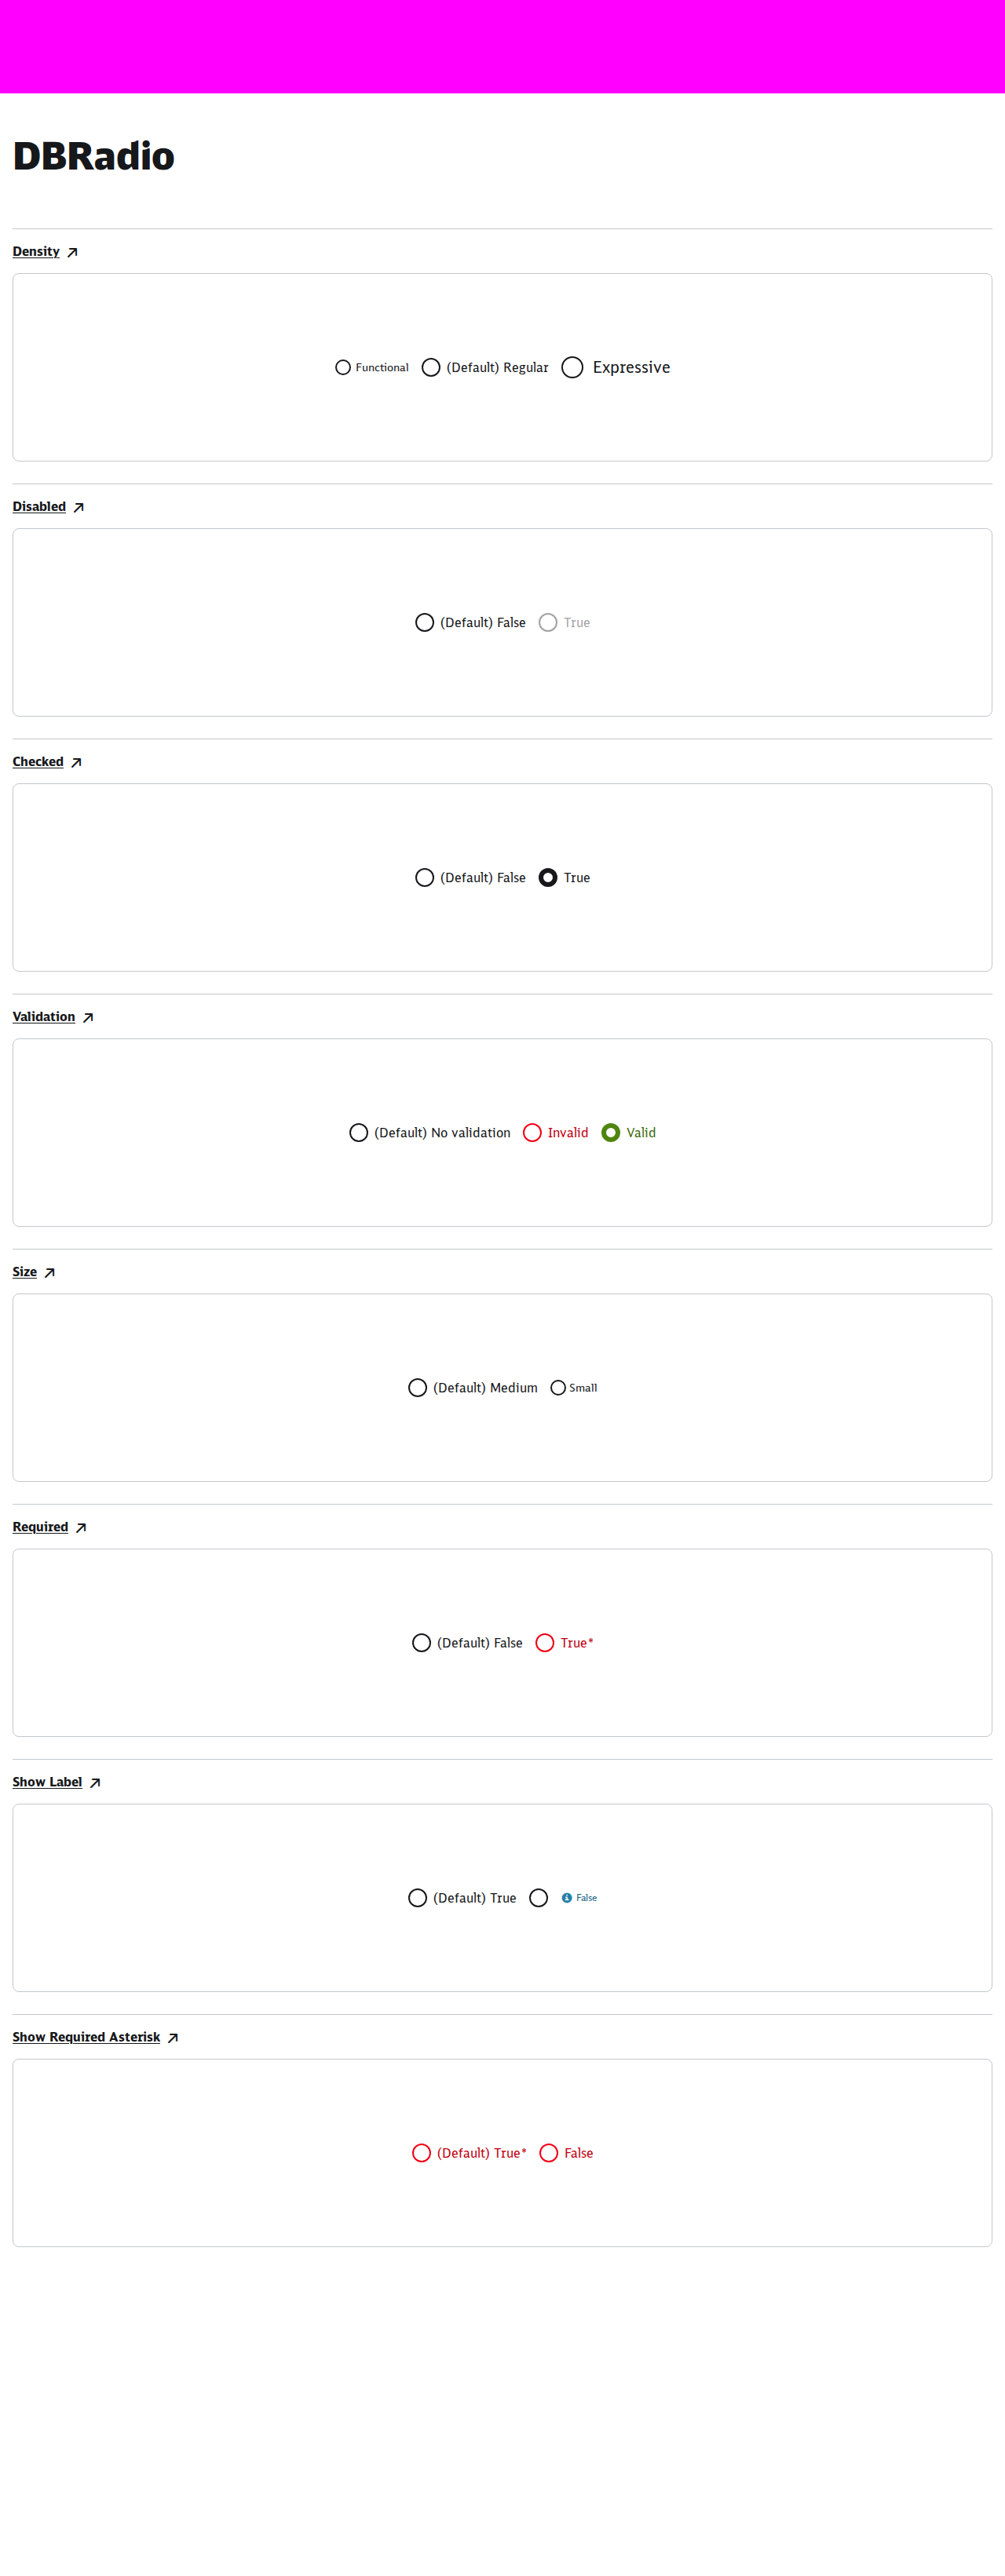 DBRadio
Density
Functional (Default) Regular Expressive
Disabled
(Default) False True
Checked
(Default) False True
Validation
(Default) No validation Invalid Valid
Size
(Default) Medium Small
Required
(Default) False True*
Show Label
(Default) True False
Show Required Asterisk
(Default) True* False